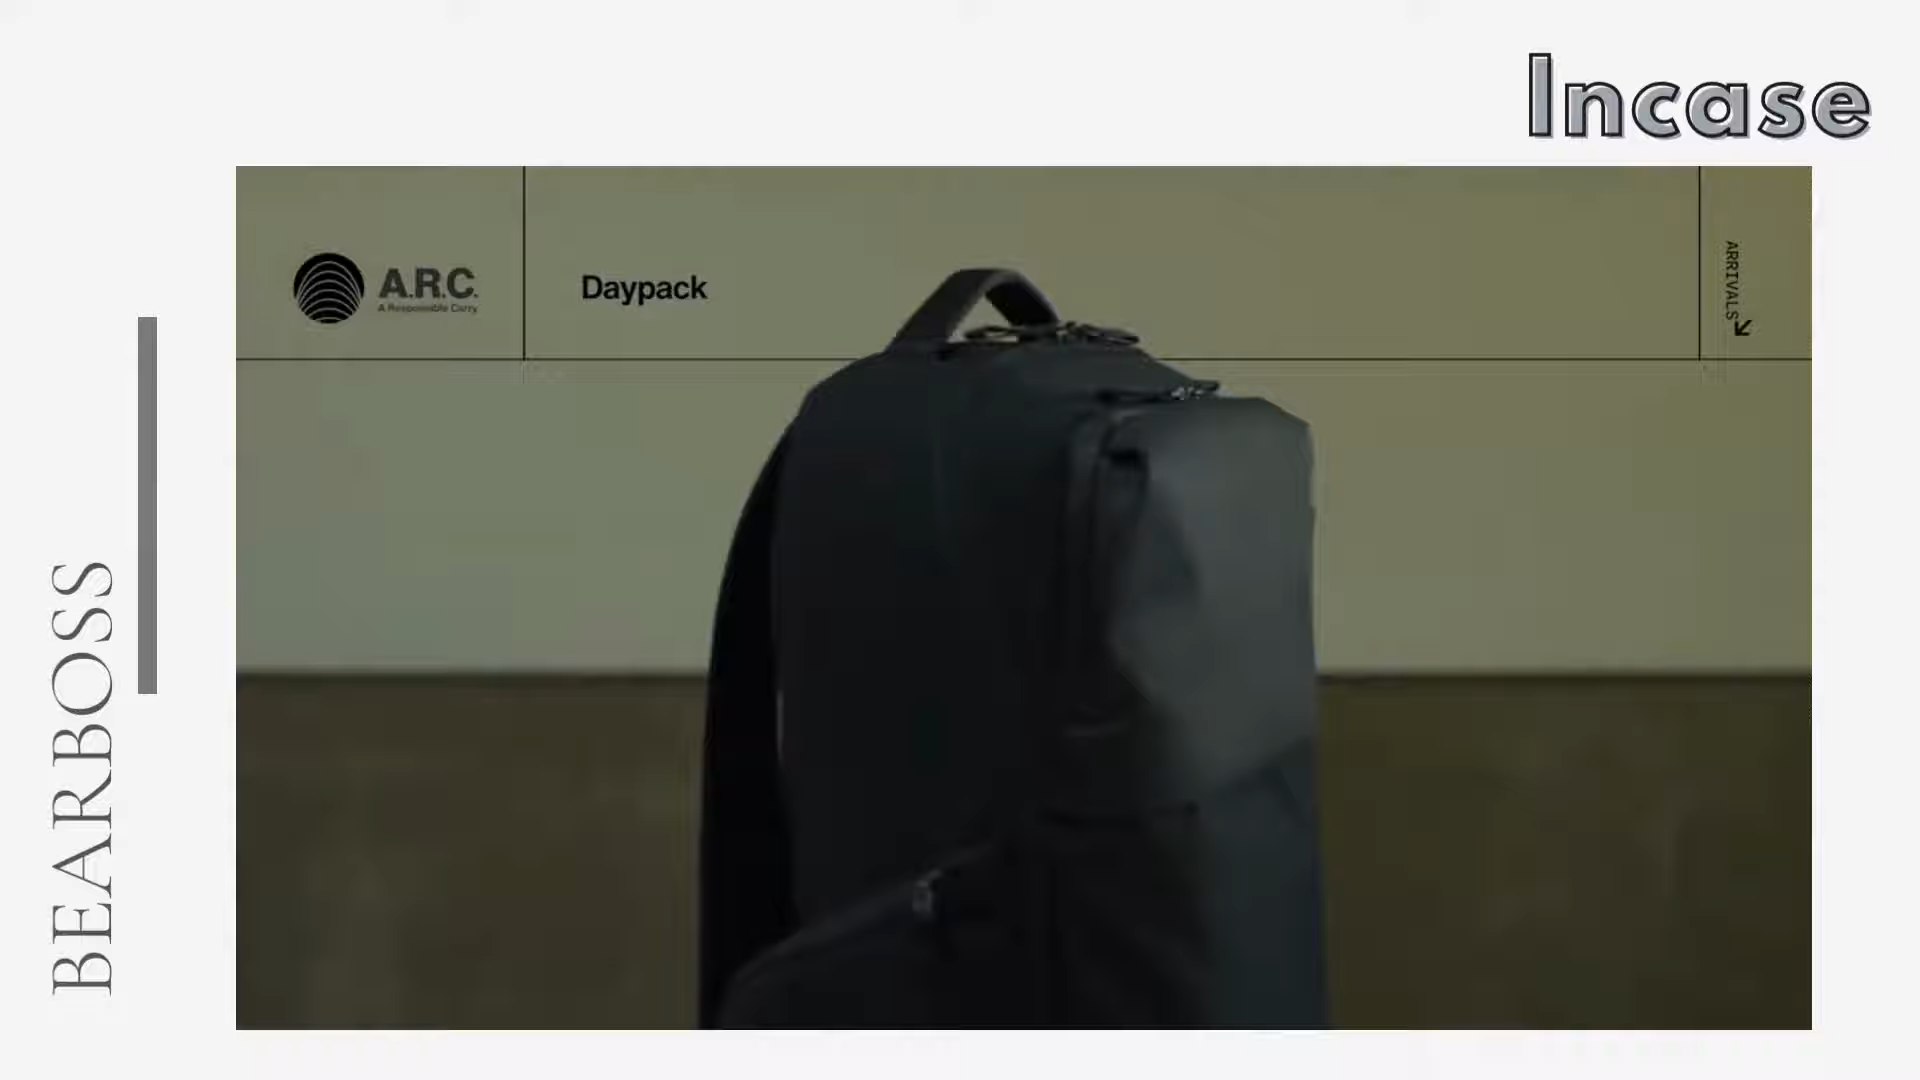 Incase
A.R.C.
A Responsible Carry
Daypack
ARRIVALS
BEARBOSS